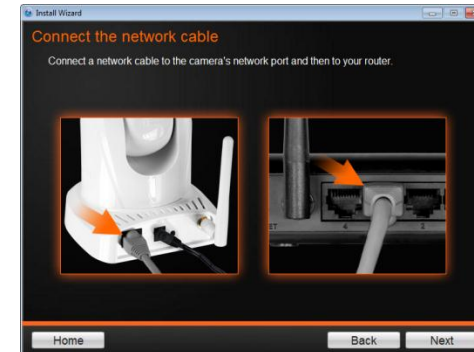 Install Wizard
Connect the network cable
Connect a network cable to the camera's network port and then to your router.
4
Home
Back
Next